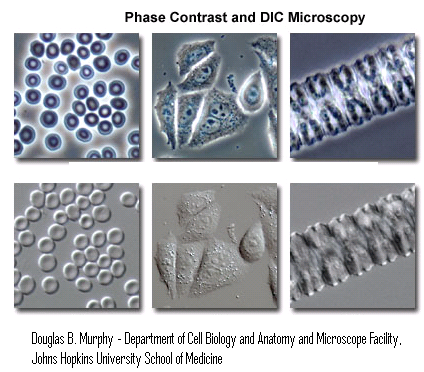 Phase Contrast and DIC Microscopy
Douglas B. Murphy - Department of Cell Biology and Anatomy and Microscope Facility,
Johns Hopkins University School of Medicine